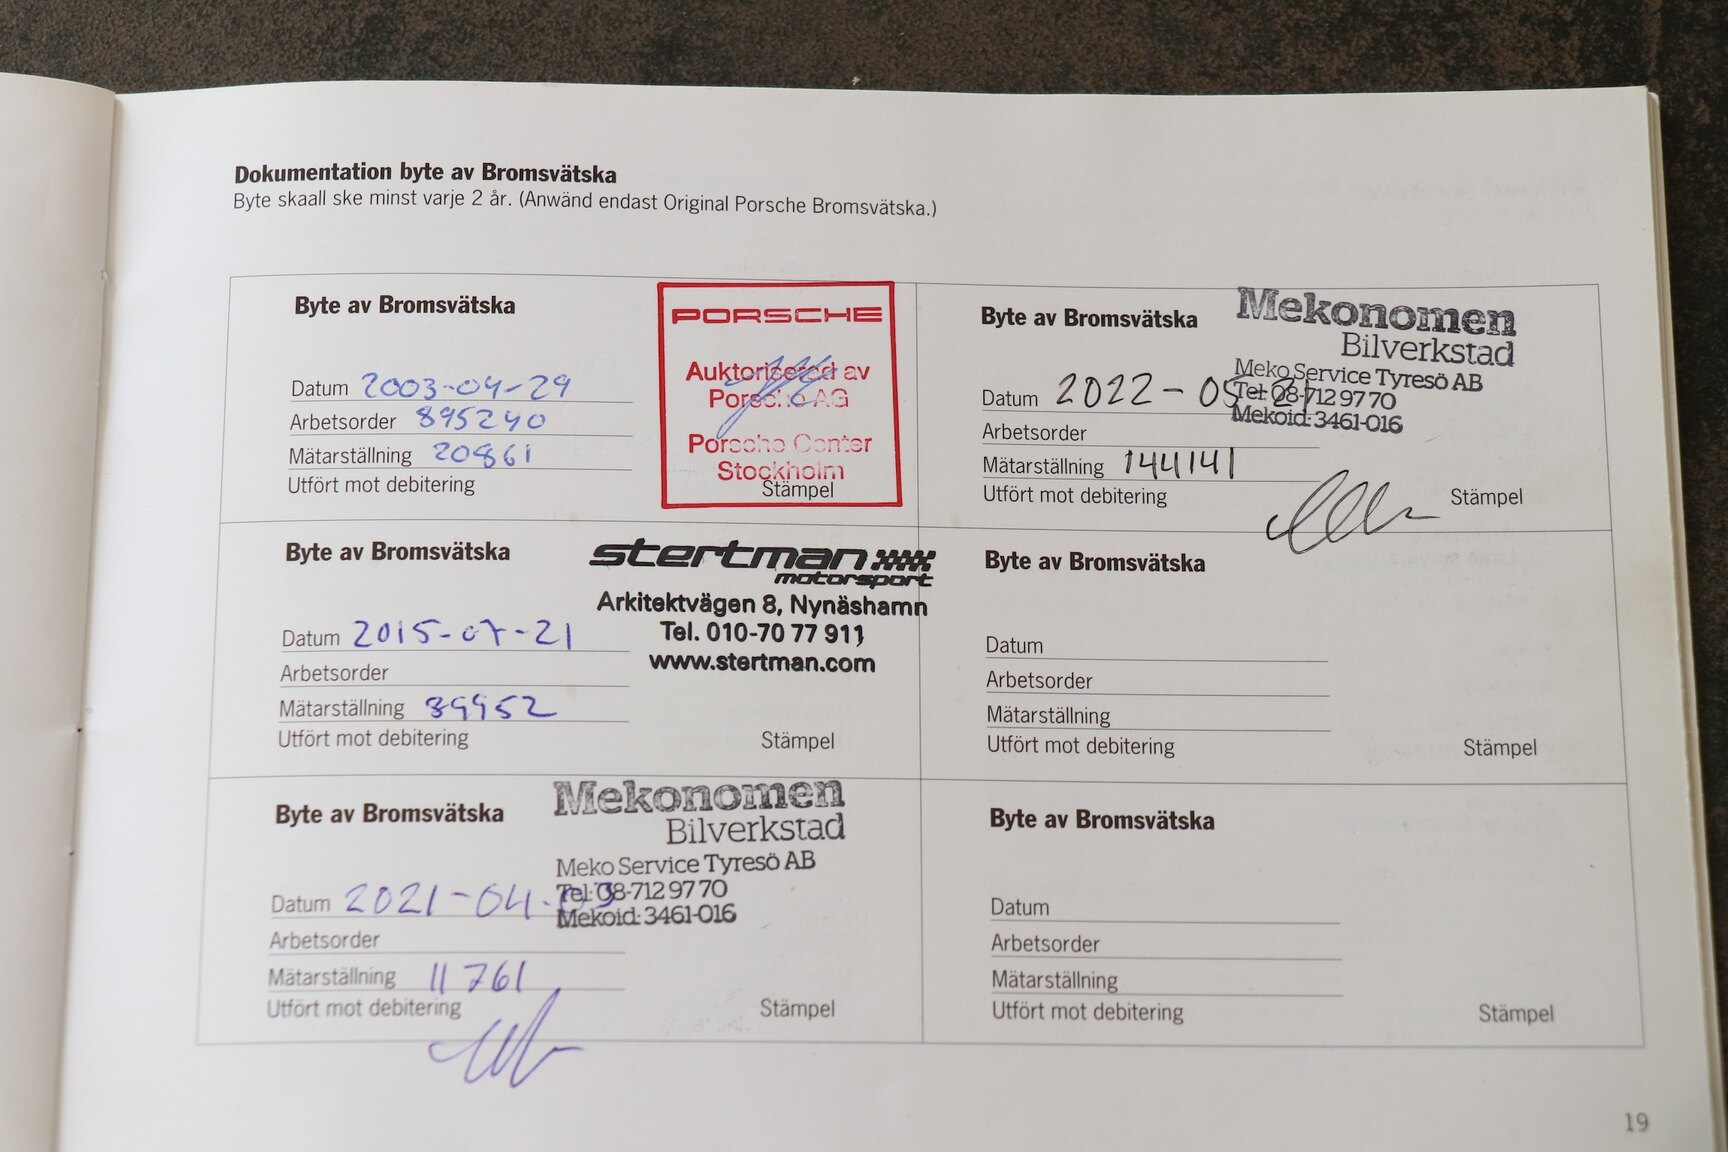 Dokumentation byte av Bromsvätska
Byte skaall ske minst varje 2 år. (Anwänd endast Original Porsche Bromsvätska.)
Byte av Bromsvätska
Datum 2003-04-29
Arbetsorder 895240
Mätarställning 20861
Utfört mot debitering
PORSCHE
Auktoriserad av
Porsche AG
Porsche Center
Stockholm
Stämpel
Byte av Bromsvätska
Datum 2015-07-21
Arbetsorder
Mätarställning 89952
Utfört mot debitering
stertman
motorsport
Arkitektvägen 8, Nynäshamn
Tel. 010-70 77 911
www.stertman.com
Stämpel
Byte av Bromsvätska
Datum 2021-04-03
Arbetsorder
Mätarställning 11761
Utfört mot debitering
Mekonomen
Bilverkstad
Meko Service Tyresö AB
Tel: 08-712 97 70
Mekoid: 3461-016
Stämpel
Byte av Bromsvätska
Datum 2022-05-
Arbetsorder
Mätarställning 144141
Utfört mot debitering
Mekonomen
Bilverkstad
Meko Service Tyresö AB
Tel: 08-712 97 70
Mekoid: 3461-016
Stämpel
Byte av Bromsvätska
Datum
Arbetsorder
Mätarställning
Utfört mot debitering
Stämpel
Byte av Bromsvätska
Datum
Arbetsorder
Mätarställning
Utfört mot debitering
Stämpel
19